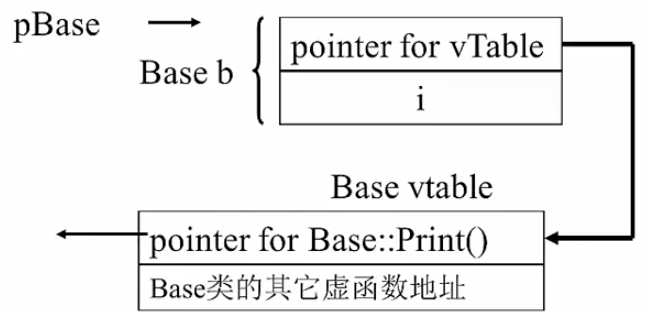 pBase
pointer for vTable
Base b
i
Base vtable
pointer for Base::Print()
Base类的其它虚函数地址